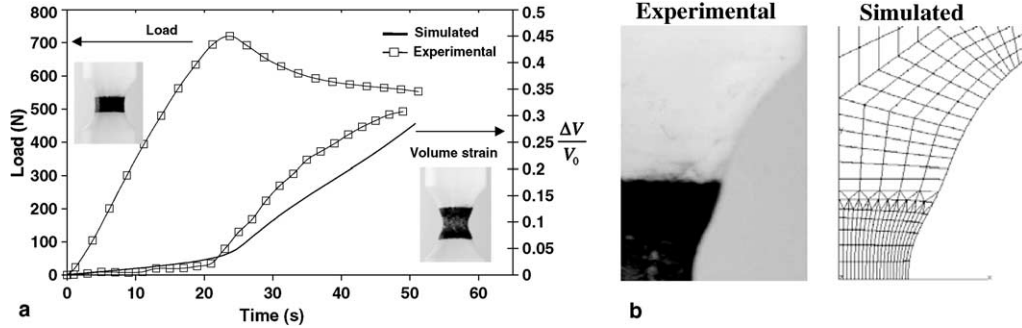 Experimental
Simulated
800
700
600
500
400
300
200
100
0
Load (N)
0
10
20
30
40
50
60
Time (s)
0.5
0.45
0.4
0.35
0.3
0.25
0.2
0.15
0.1
0.05
0
ΔV
V₀
Load
Simulated
Experimental
Volume strain
a
b